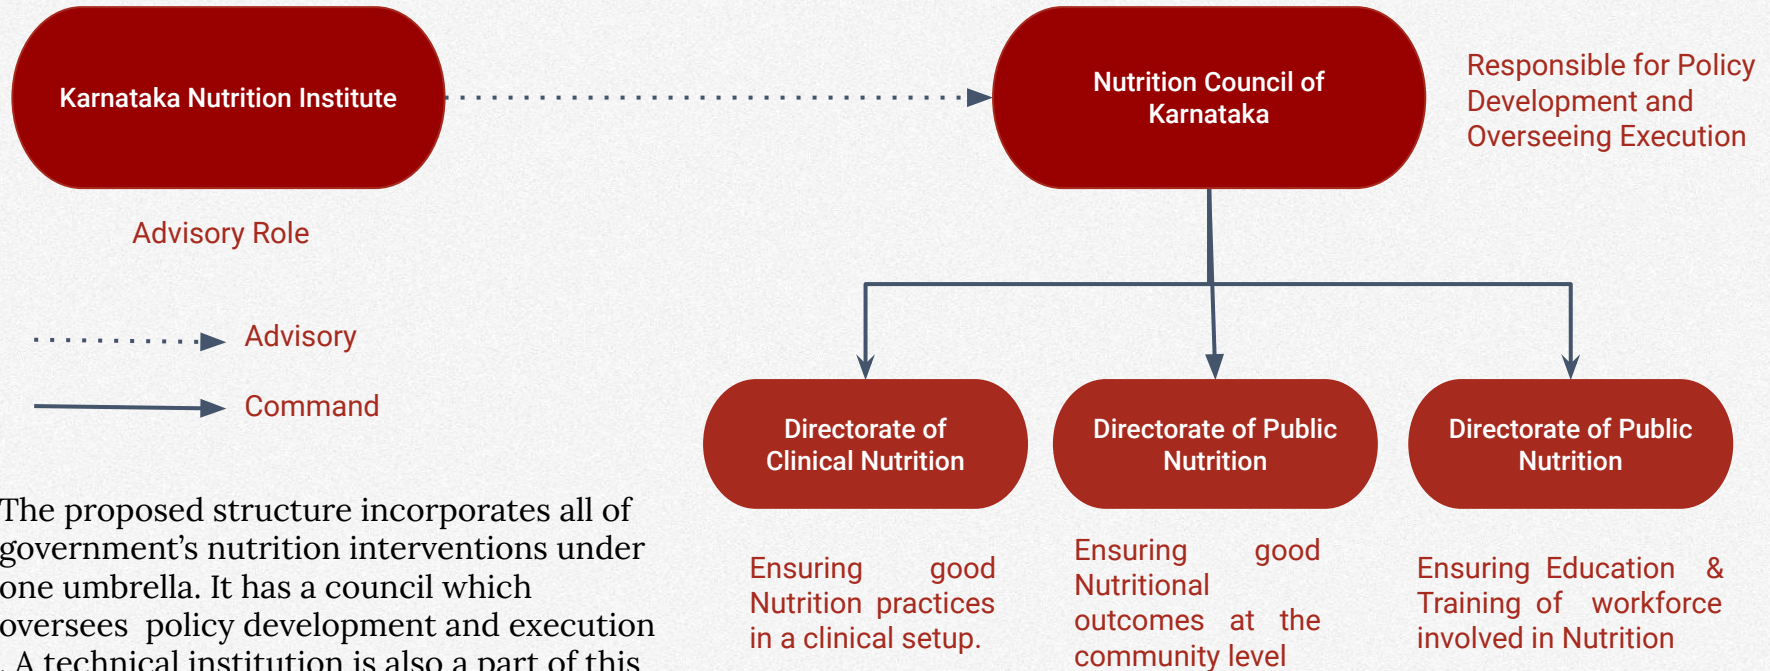 Karnataka Nutrition Institute
Nutrition Council of
Karnataka
Responsible for Policy
Development and
Overseeing Execution
Advisory Role
Advisory
Command
Directorate of
Clinical Nutrition
Directorate of Public
Nutrition
Directorate of Public
Nutrition
Ensuring good
Nutrition practices
in a clinical setup.
Ensuring good
Nutritional
outcomes at the
community level
Ensuring Education &
Training of workforce
involved in Nutrition
The proposed structure incorporates all of
government's nutrition interventions under
one umbrella. It has a council which
oversees  policy development and execution
. A technical institution is also a part of this